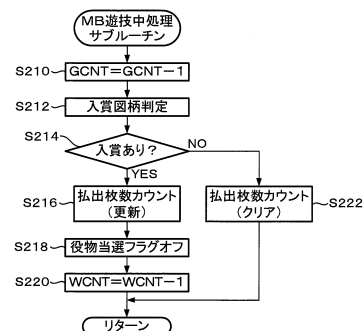 MB遊技中処理
サブルーチン
S210
GCNT=GCNT−1
S212
入賞図柄判定
S214
入賞あり?
NO
YES
S216
払出枚数カウント
(更新)
払出枚数カウント
(クリア)
S222
S218
役物当選フラグオフ
S220
WCNT=WCNT−1
リターン